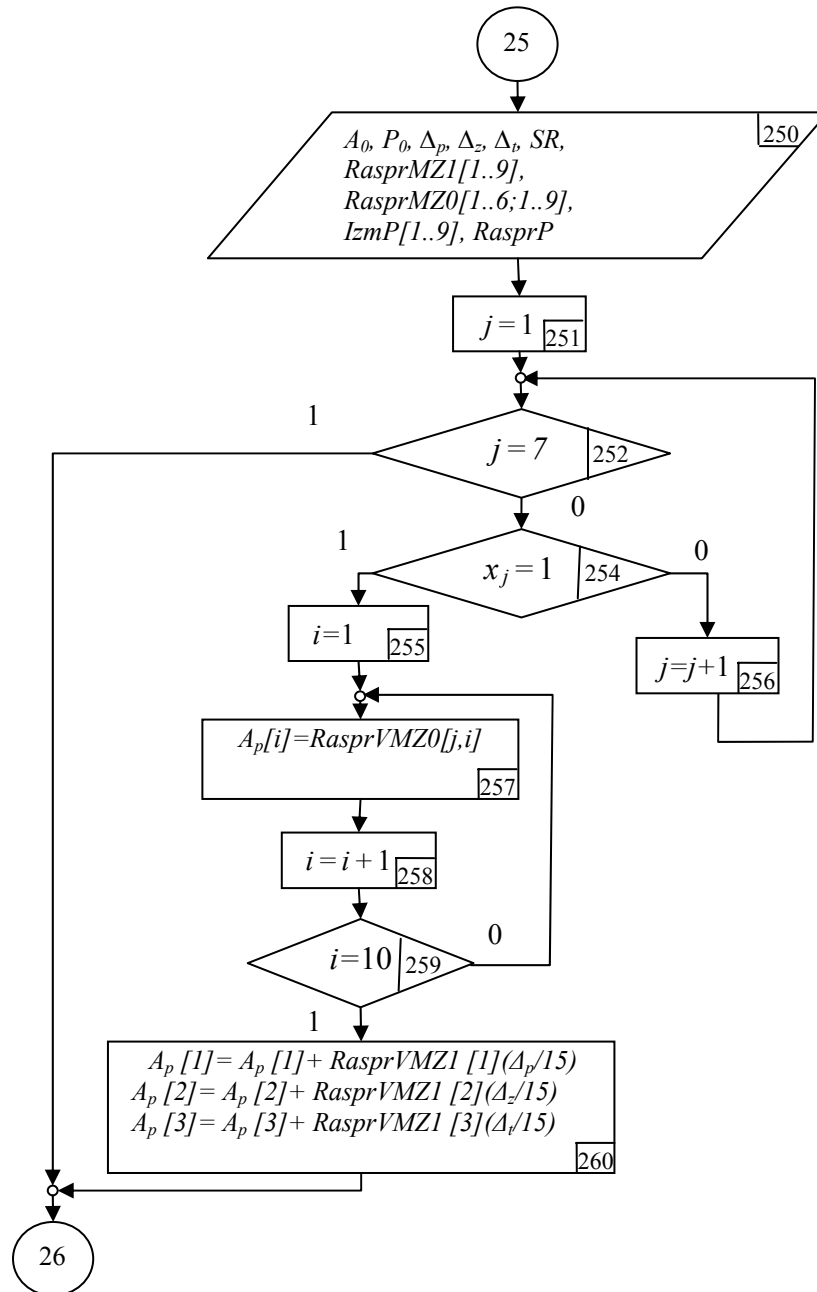 25
A₀, P₀, Δₚ, Δ_z, Δₜ, SR,
250
RasprMZ1[1..9],
RasprMZ0[1..6;1..9],
IzmP[1..9], RasprP
j = 1
251
1
j = 7
252
0
1
x_j = 1
254
0
i=1
255
j=j+1
256
Aₚ[i]=RasprVMZ0[j,i]
257
i = i + 1
258
i=10
259
0
1
Aₚ [1]= Aₚ [1]+ RasprVMZ1 [1](Δₚ/15)
Aₚ [2]= Aₚ [2]+ RasprVMZ1 [2](Δ_z/15)
Aₚ [3]= Aₚ [3]+ RasprVMZ1 [3](Δₜ/15)
260
26